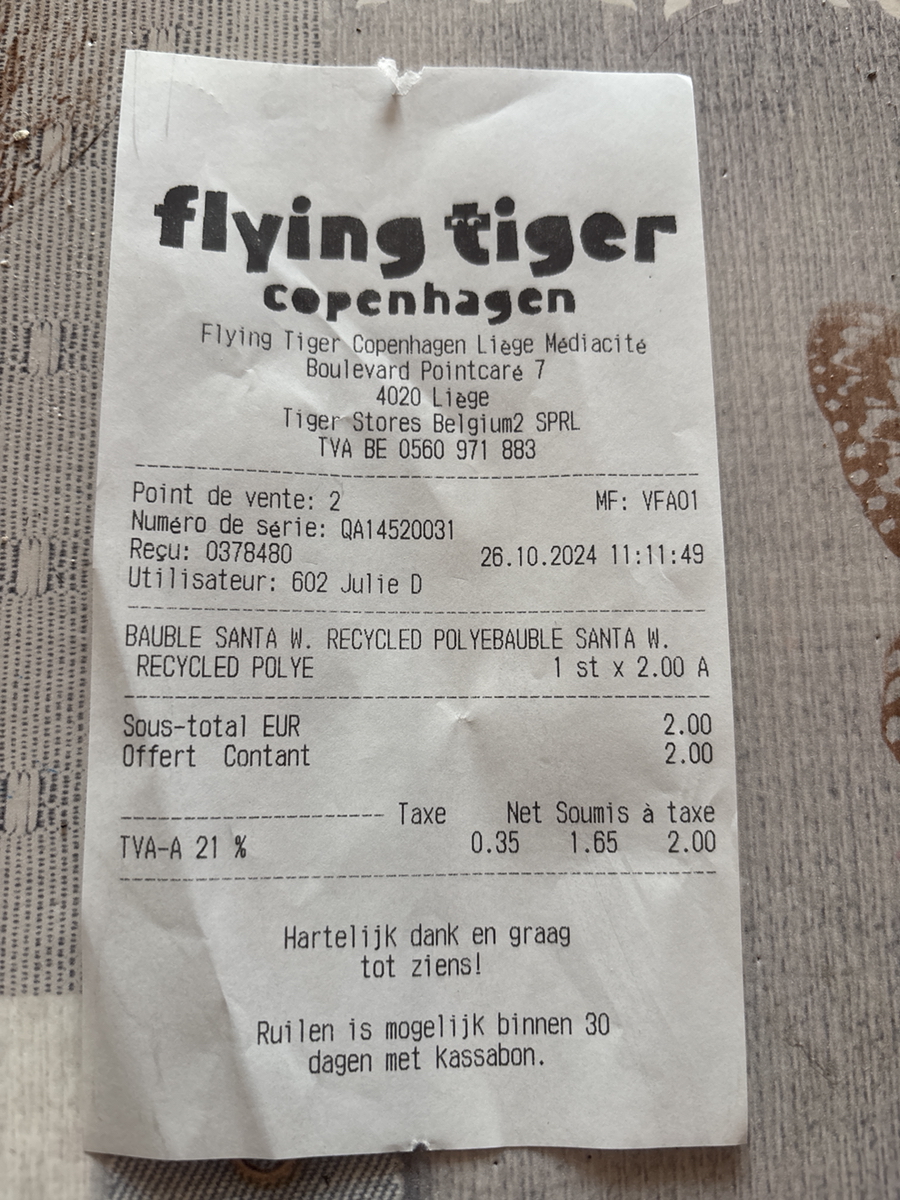 flying tiger
copenhagen
Flying Tiger Copenhagen Liège Médiacité
Boulevard Pointcaré 7
4020 Liège
Tiger Stores Belgium2 SPRL
TVA BE 0560 971 883
Point de vente: 2 MF: VFA01
Numéro de série: QA14520031
Reçu: 0378480 26.10.2024 11:11:49
Utilisateur: 602 Julie D
BAUBLE SANTA W. RECYCLED POLYEBAUBLE SANTA W.
RECYCLED POLYE 1 st x 2.00 A
Sous-total EUR 2.00
Offert Contant 2.00
Taxe Net Soumis à taxe
TVA-A 21 % 0.35 1.65 2.00
Hartelijk dank en graag
tot ziens!
Ruilen is mogelijk binnen 30
dagen met kassabon.